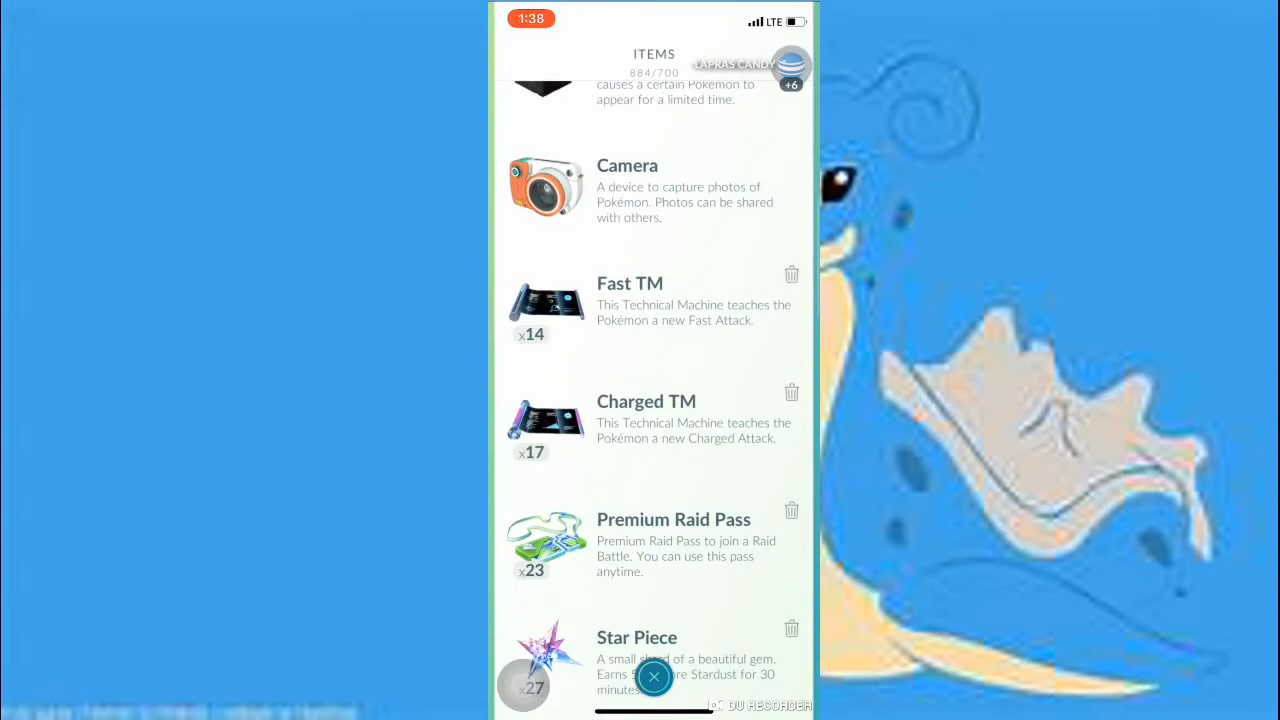 1:38
LTE
ITEMS
884/700
LAPRAS CANDY
+6
causes a certain Pokémon to
appear for a limited time.
Camera
A device to capture photos of
Pokémon. Photos can be shared
with others.
Fast TM
This Technical Machine teaches the
Pokémon a new Fast Attack.
x14
Charged TM
This Technical Machine teaches the
Pokémon a new Charged Attack.
x17
Premium Raid Pass
Premium Raid Pass to join a Raid
Battle. You can use this pass
anytime.
x23
Star Piece
A small shard of a beautiful gem.
Earns Stardust for 30
minutes.
x27
DU RECORDER